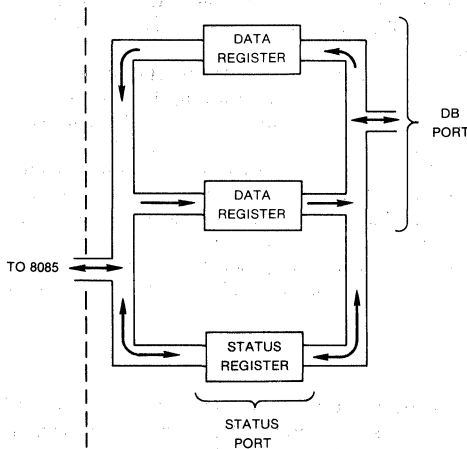 DATA
REGISTER
DB
PORT
DATA
REGISTER
TO 8085
STATUS
REGISTER
STATUS
PORT